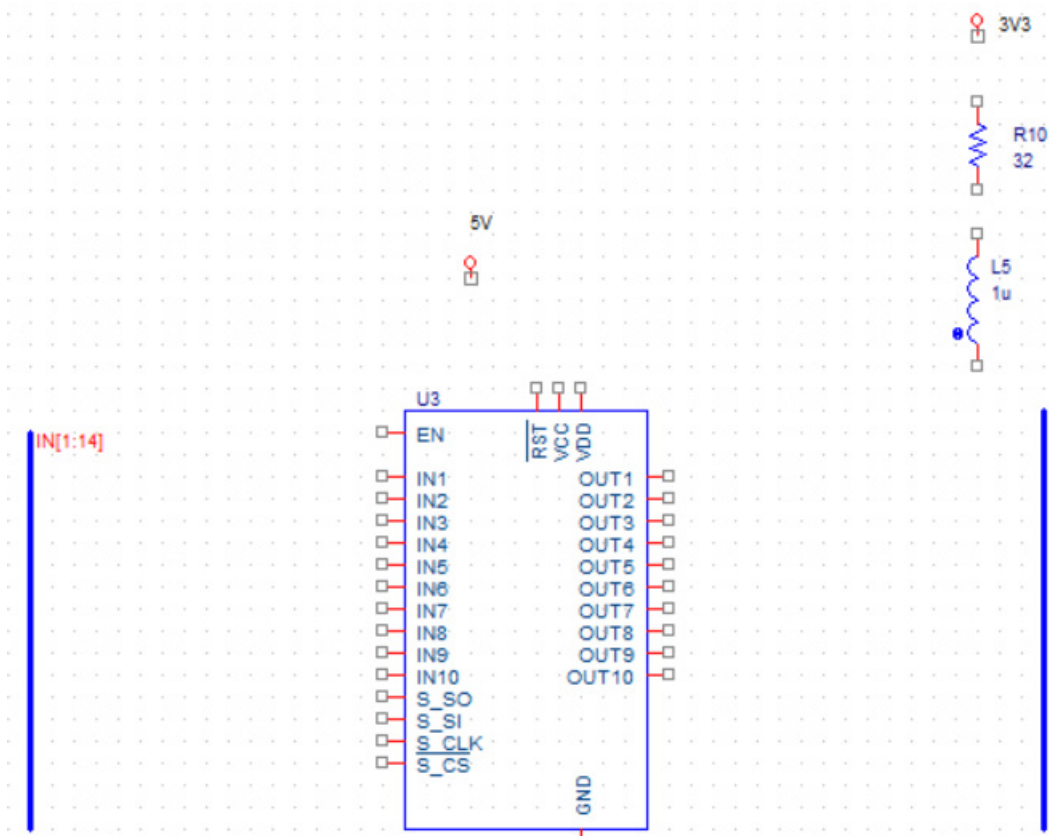 3V3
R10
32
5V
L5
1u
U3
IN[1:14]
EN
RST
VCC
VDD
IN1
OUT1
IN2
OUT2
IN3
OUT3
IN4
OUT4
IN5
OUT5
IN6
OUT6
IN7
OUT7
IN8
OUT8
IN9
OUT9
IN10
OUT10
S_SO
S_SI
S_CLK
S_CS
GND